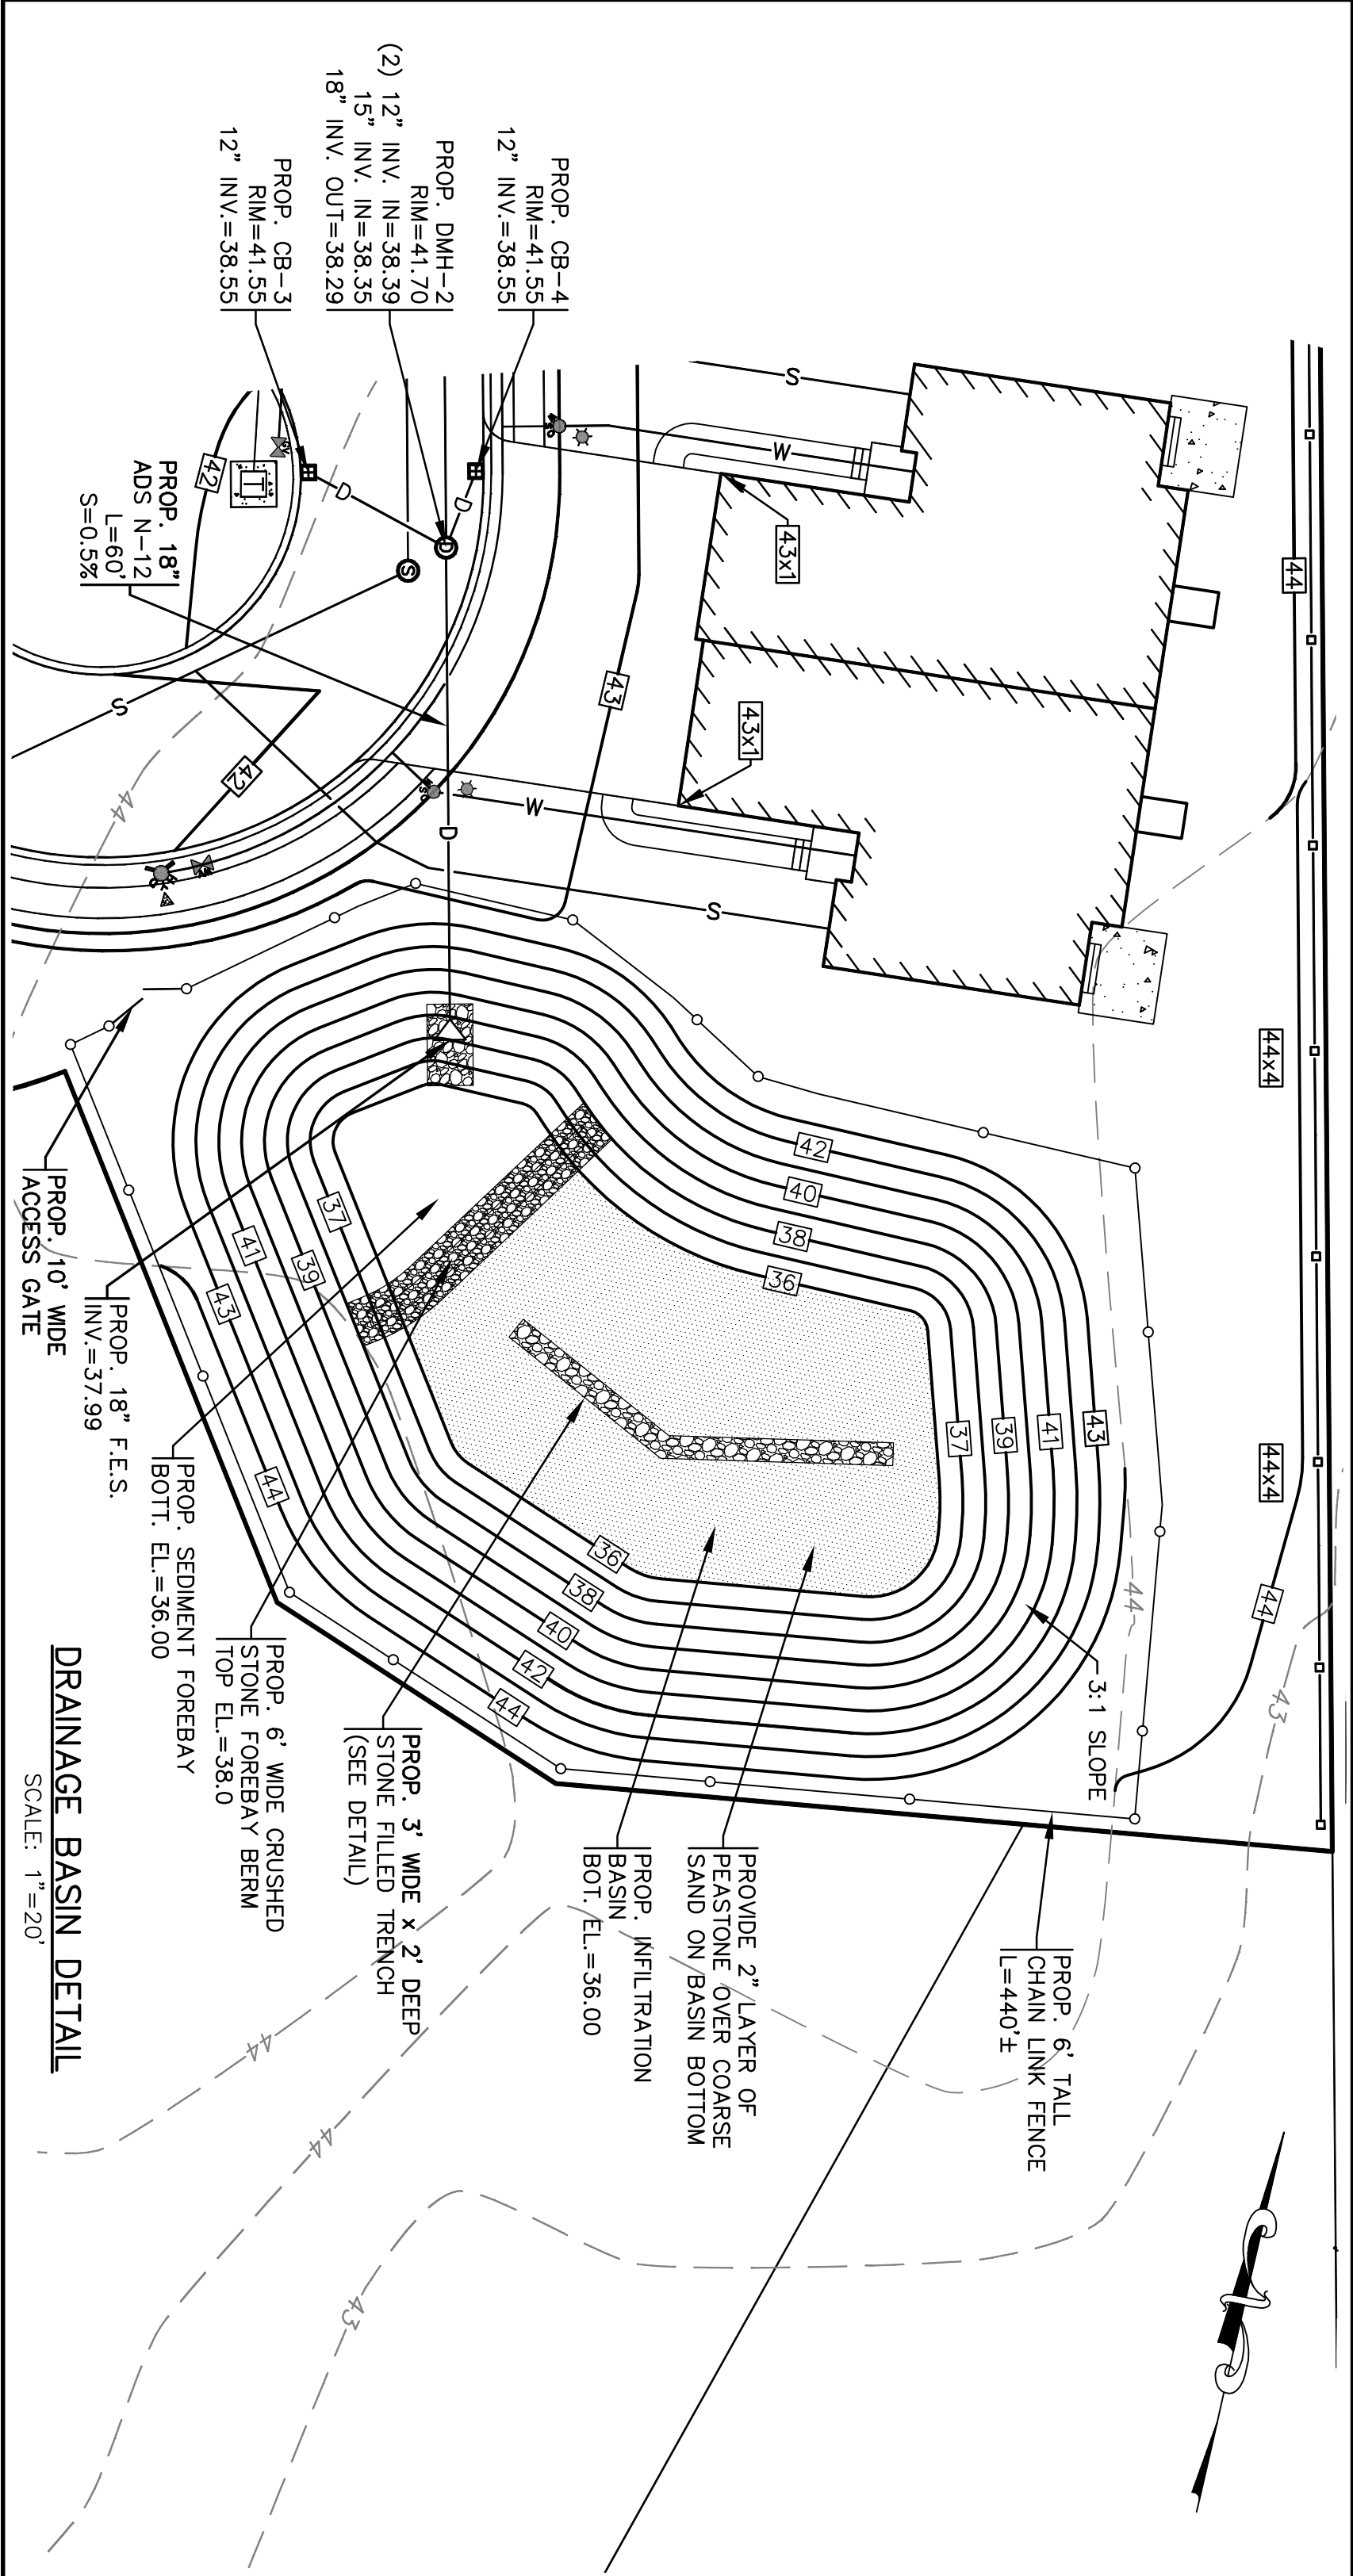 PROP. CB-4
RIM=41.55
12" INV.=38.55
PROP. DMH-2
RIM=41.70
(2) 12" INV. IN=38.39
15" INV. IN=38.35
18" INV. OUT=38.29
PROP. CB-3
RIM=41.55
12" INV.=38.55
PROP. 18"
ADS N-12
L=60'
S=0.5%
44
44x4
44x4
44
43
43x1
43x1
43
42
42
44
S
W
W
S
S
D
D
D
D
S
T
42
40
38
36
37
39
41
43
37
39
41
43
44
36
38
40
42
44
44
3:1 SLOPE
PROP. 6' TALL
CHAIN LINK FENCE
L=440'±
PROVIDE 2" LAYER OF
PEASTONE OVER COARSE
SAND ON BASIN BOTTOM
PROP. INFILTRATION
BASIN
BOT. EL.=36.00
PROP. 3' WIDE x 2' DEEP
STONE FILLED TRENCH
(SEE DETAIL)
PROP. 6' WIDE CRUSHED
STONE FOREBAY BERM
TOP EL.=38.0
PROP. SEDIMENT FOREBAY
BOTT. EL.=36.00
PROP. 18" F.E.S.
INV.=37.99
PROP. 10' WIDE
ACCESS GATE
44
44
43
DRAINAGE BASIN DETAIL
SCALE: 1"=20'